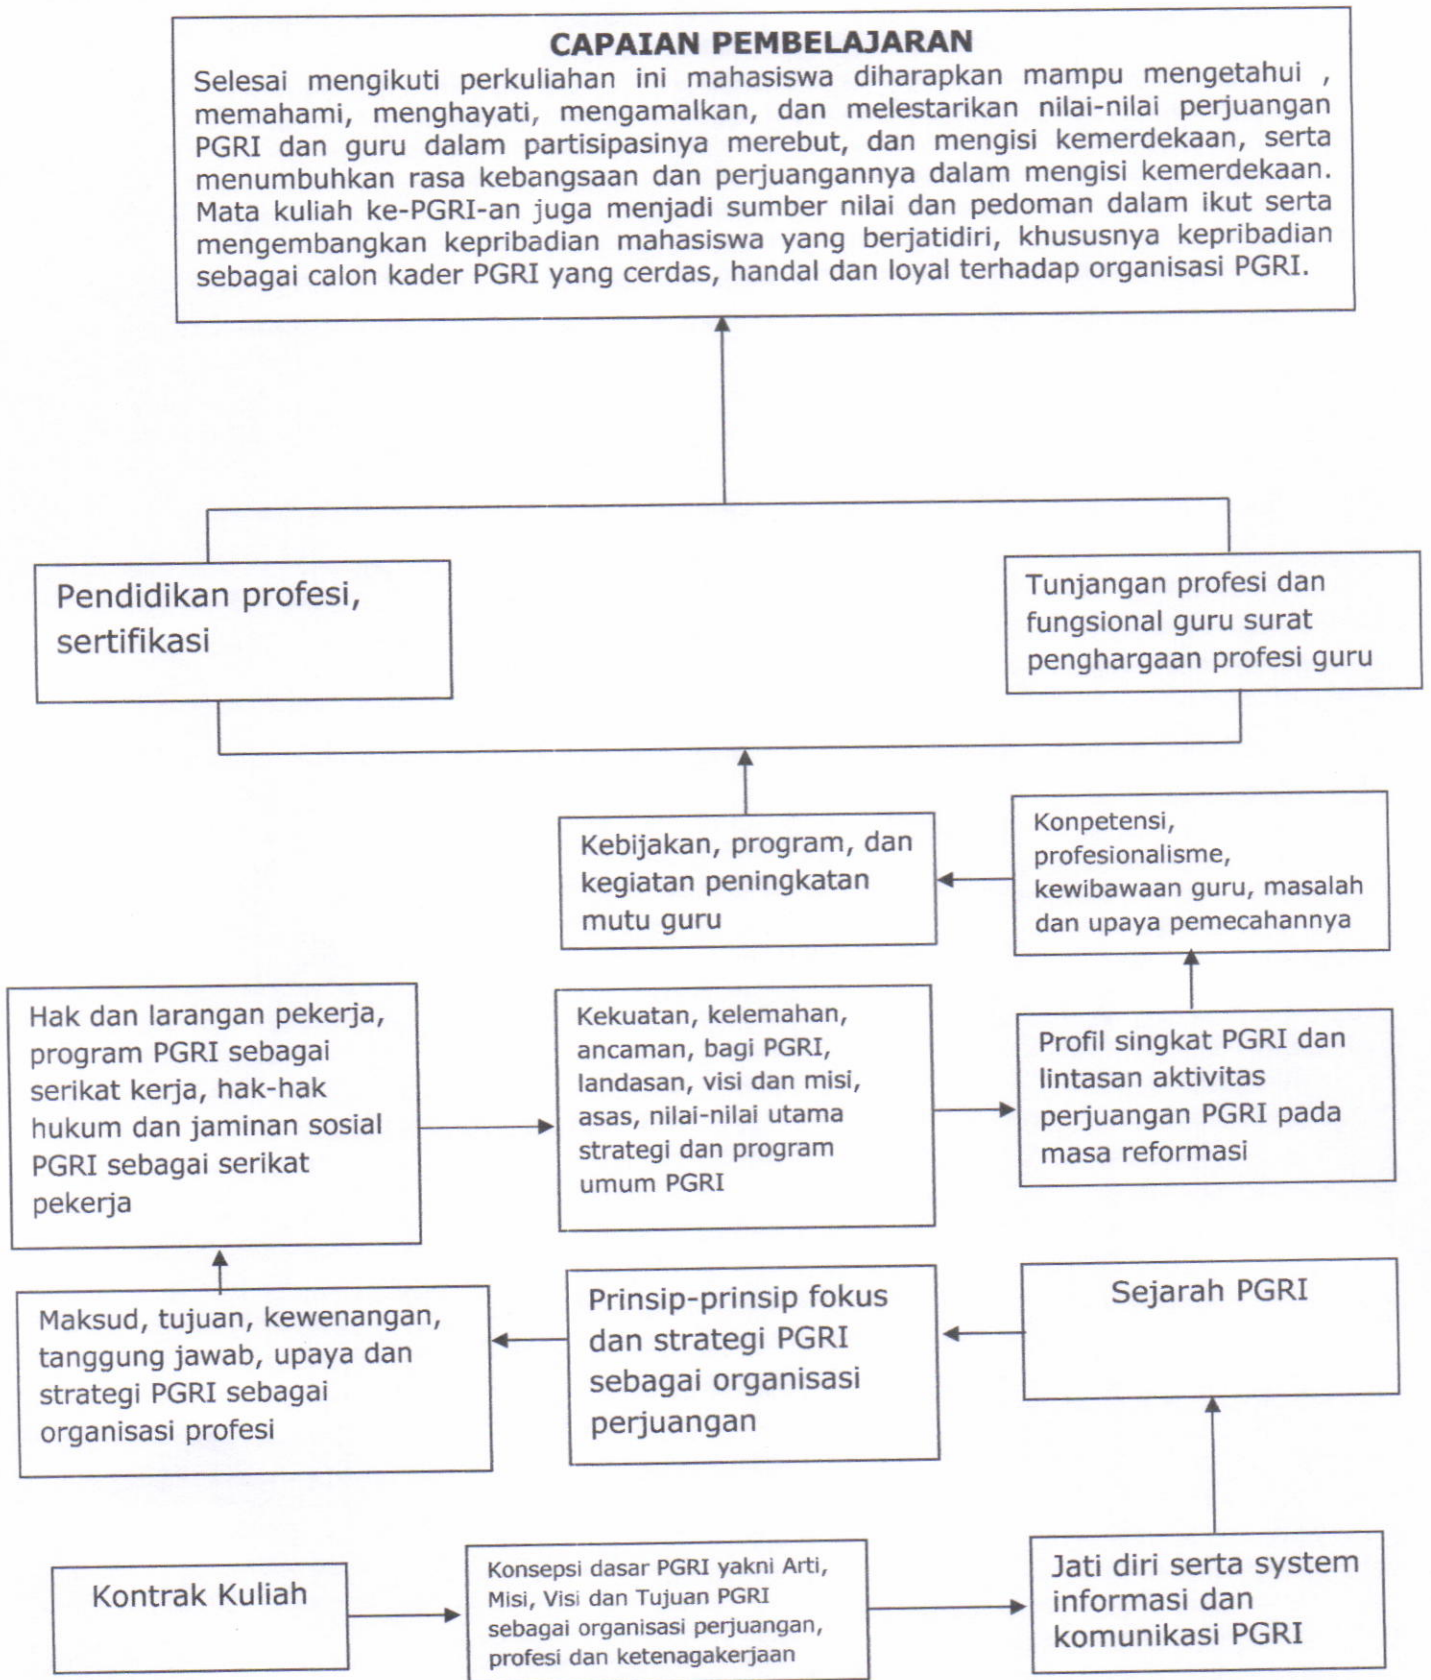 CAPAIAN PEMBELAJARAN
Selesai mengikuti perkuliahan ini mahasiswa diharapkan mampu mengetahui ,
memahami, menghayati, mengamalkan, dan melestarikan nilai-nilai perjuangan
PGRI dan guru dalam partisipasinya merebut, dan mengisi kemerdekaan, serta
menumbuhkan rasa kebangsaan dan perjuangannya dalam mengisi kemerdekaan.
Mata kuliah ke-PGRI-an juga menjadi sumber nilai dan pedoman dalam ikut serta
mengembangkan kepribadian mahasiswa yang berjatidiri, khususnya kepribadian
sebagai calon kader PGRI yang cerdas, handal dan loyal terhadap organisasi PGRI.
Pendidikan profesi,
sertifikasi
Tunjangan profesi dan
fungsional guru surat
penghargaan profesi guru
Kebijakan, program, dan
kegiatan peningkatan
mutu guru
Konpetensi,
profesionalisme,
kewibawaan guru, masalah
dan upaya pemecahannya
Hak dan larangan pekerja,
program PGRI sebagai
serikat kerja, hak-hak
hukum dan jaminan sosial
PGRI sebagai serikat
pekerja
Kekuatan, kelemahan,
ancaman, bagi PGRI,
landasan, visi dan misi,
asas, nilai-nilai utama
strategi dan program
umum PGRI
Profil singkat PGRI dan
lintasan aktivitas
perjuangan PGRI pada
masa reformasi
Maksud, tujuan, kewenangan,
tanggung jawab, upaya dan
strategi PGRI sebagai
organisasi profesi
Prinsip-prinsip fokus
dan strategi PGRI
sebagai organisasi
perjuangan
Sejarah PGRI
Kontrak Kuliah
Konsepsi dasar PGRI yakni Arti,
Misi, Visi dan Tujuan PGRI
sebagai organisasi perjuangan,
profesi dan ketenagakerjaan
Jati diri serta system
informasi dan
komunikasi PGRI